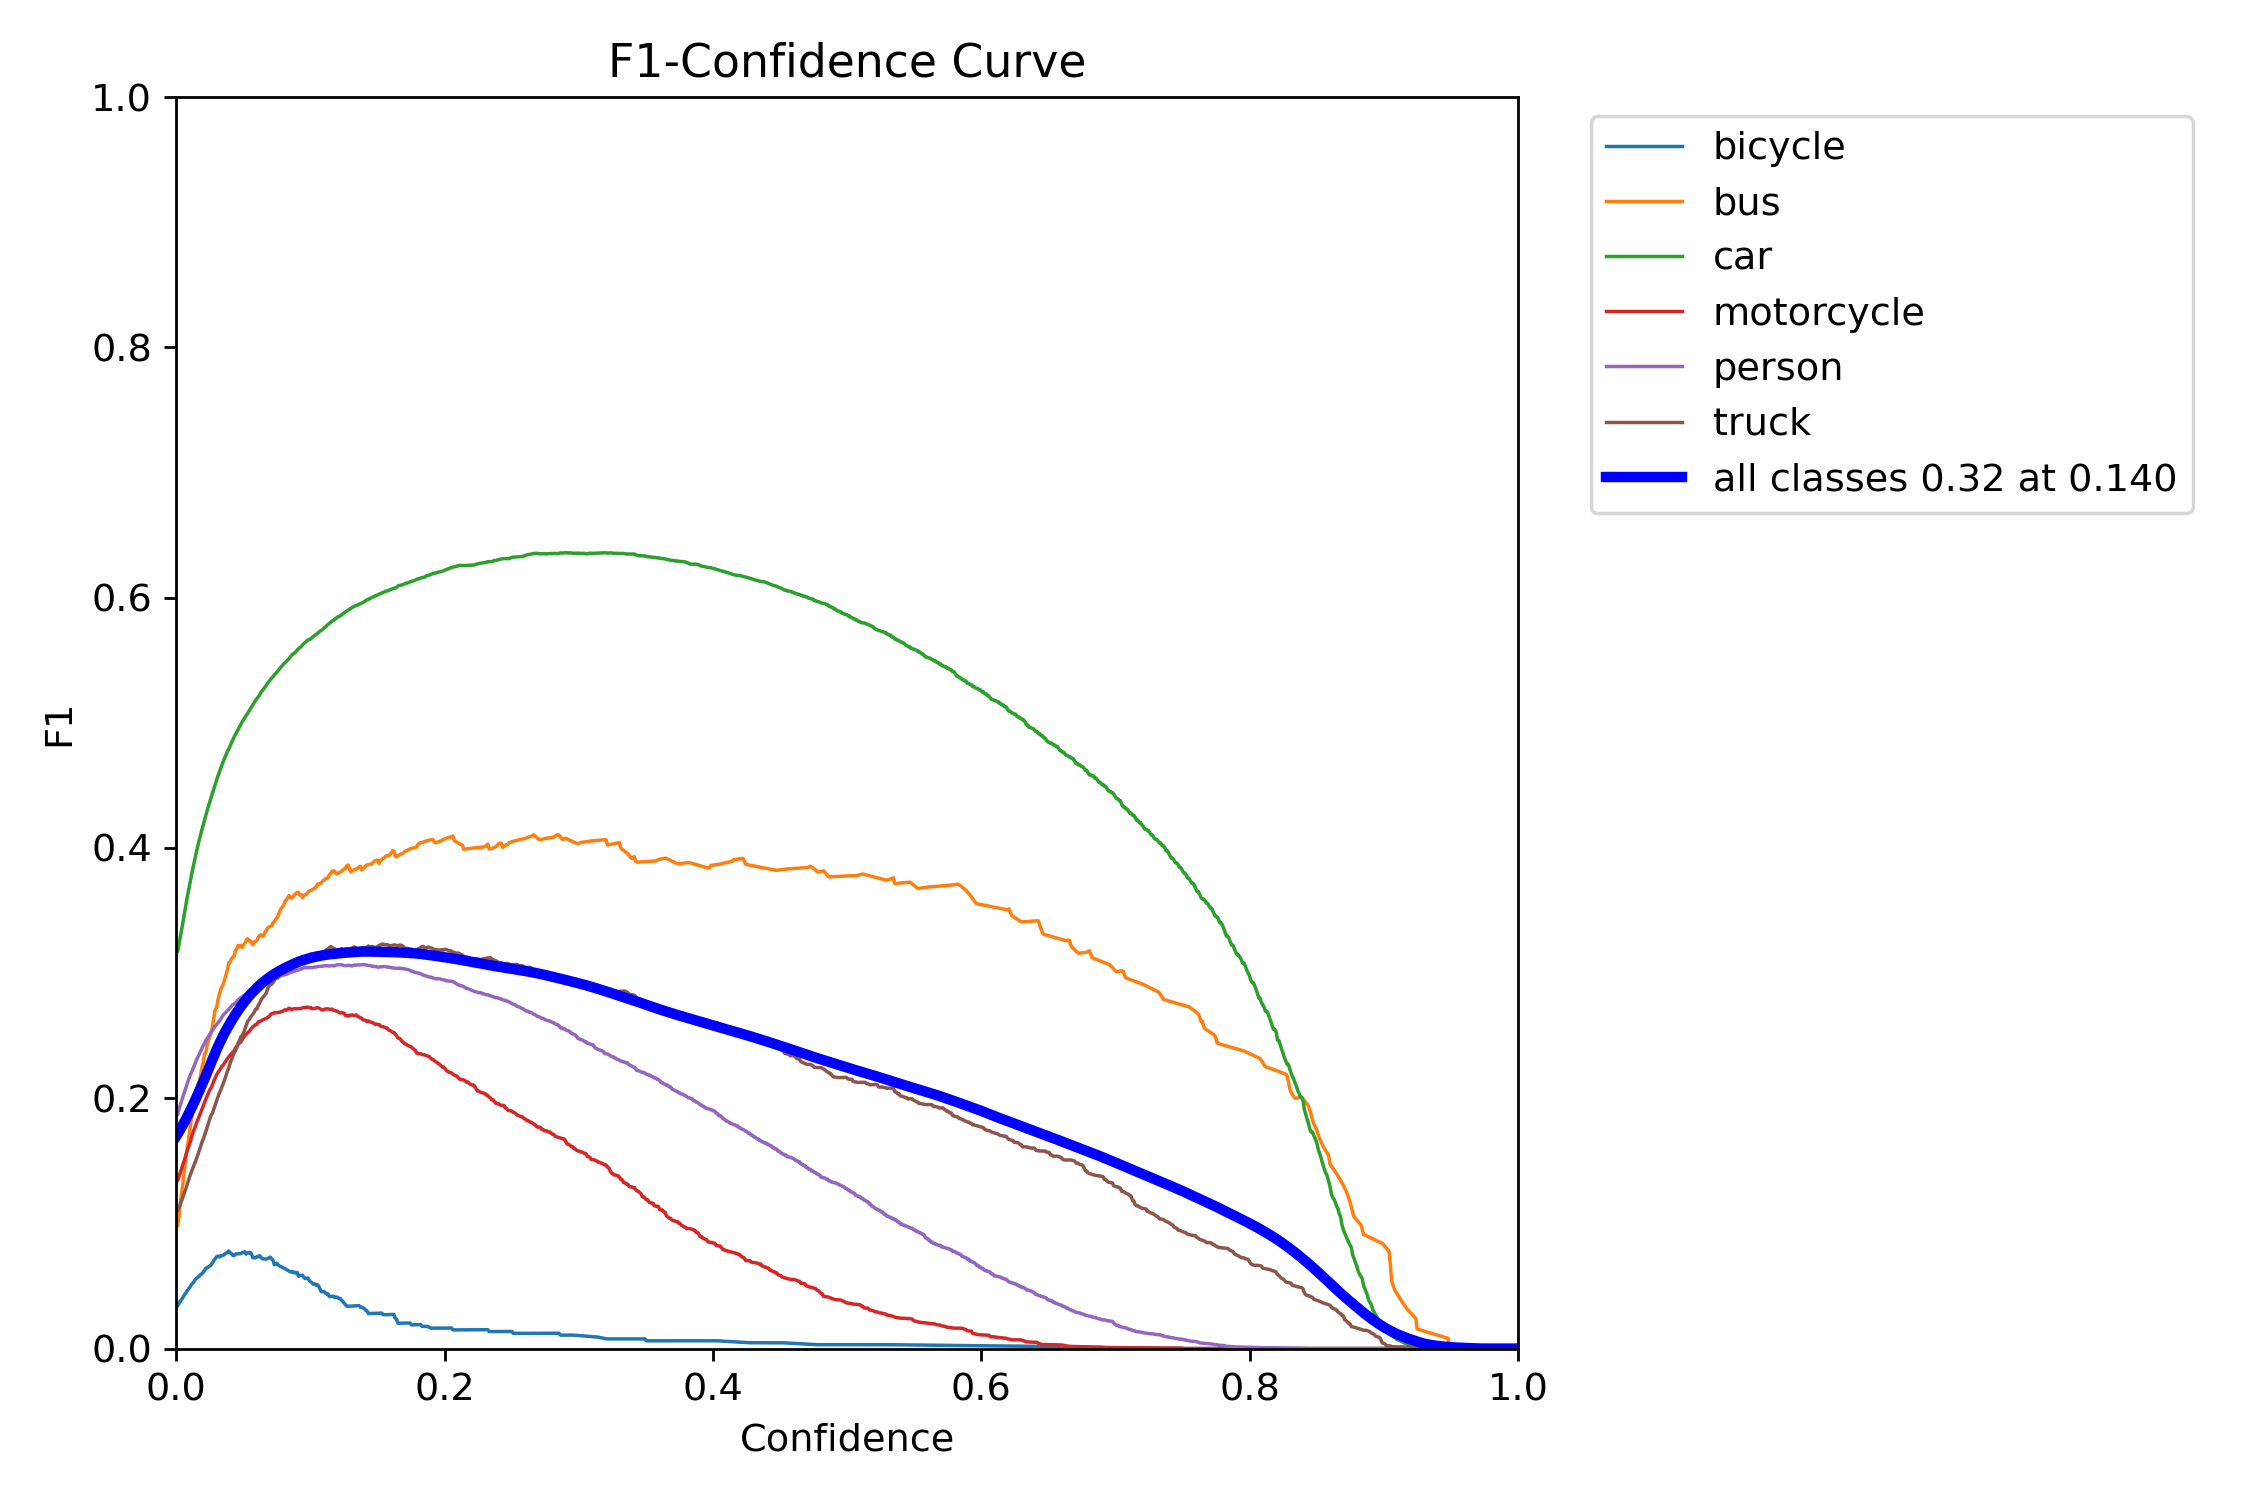 F1-Confidence Curve
1.0
0.8
0.6
0.4
0.2
0.0
F1
0.0 0.2 0.4 0.6 0.8 1.0
Confidence
bicycle
bus
car
motorcycle
person
truck
all classes 0.32 at 0.140